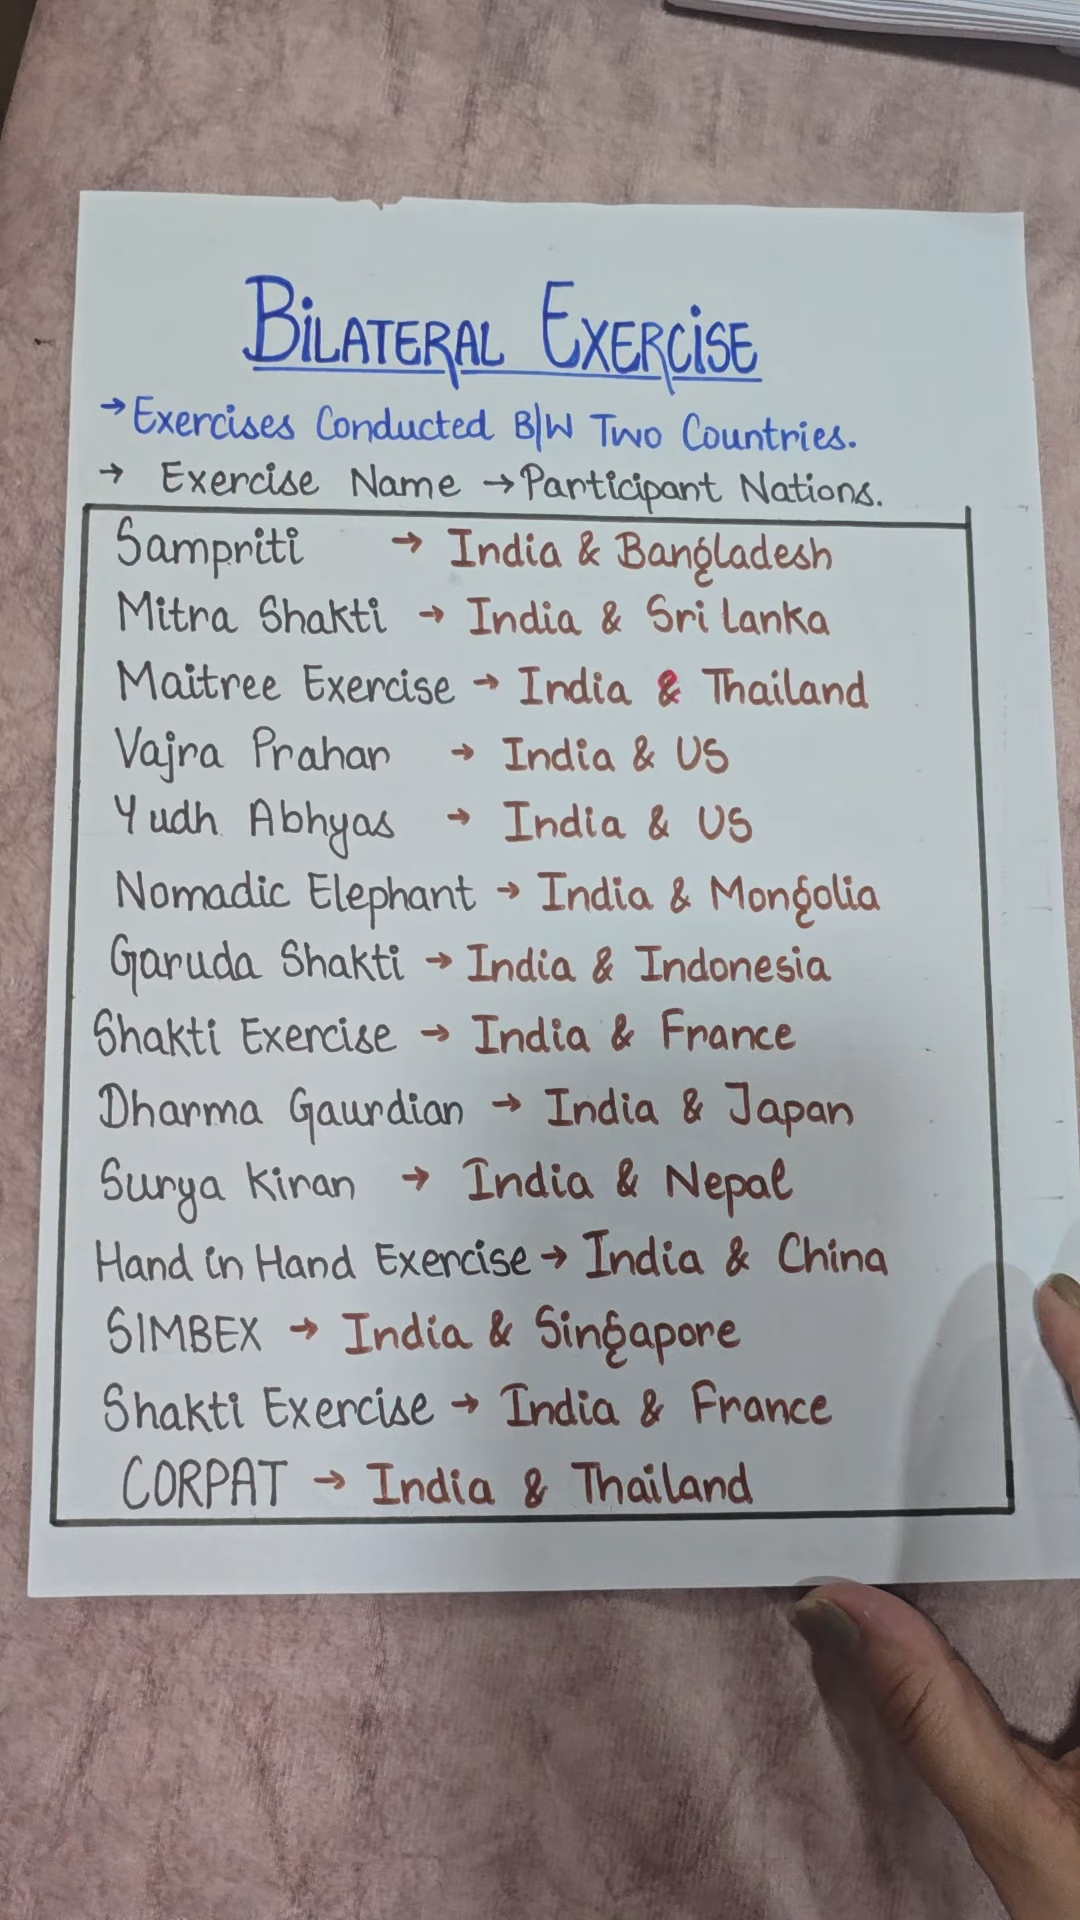 BILATERAL EXERCISE
→ Exercises Conducted B/W Two Countries.
→ Exercise Name → Participant Nations.
Sampriti → India & Bangladesh
Mitra Shakti → India & Sri Lanka
Maitree Exercise → India & Thailand
Vajra Prahar → India & US
Yudh Abhyas → India & US
Nomadic Elephant → India & Mongolia
Garuda Shakti → India & Indonesia
Shakti Exercise → India & France
Dharma Gaurdian → India & Japan
Surya Kiran → India & Nepal
Hand in Hand Exercise → India & China
SIMBEX → India & Singapore
Shakti Exercise → India & France
CORPAT → India & Thailand